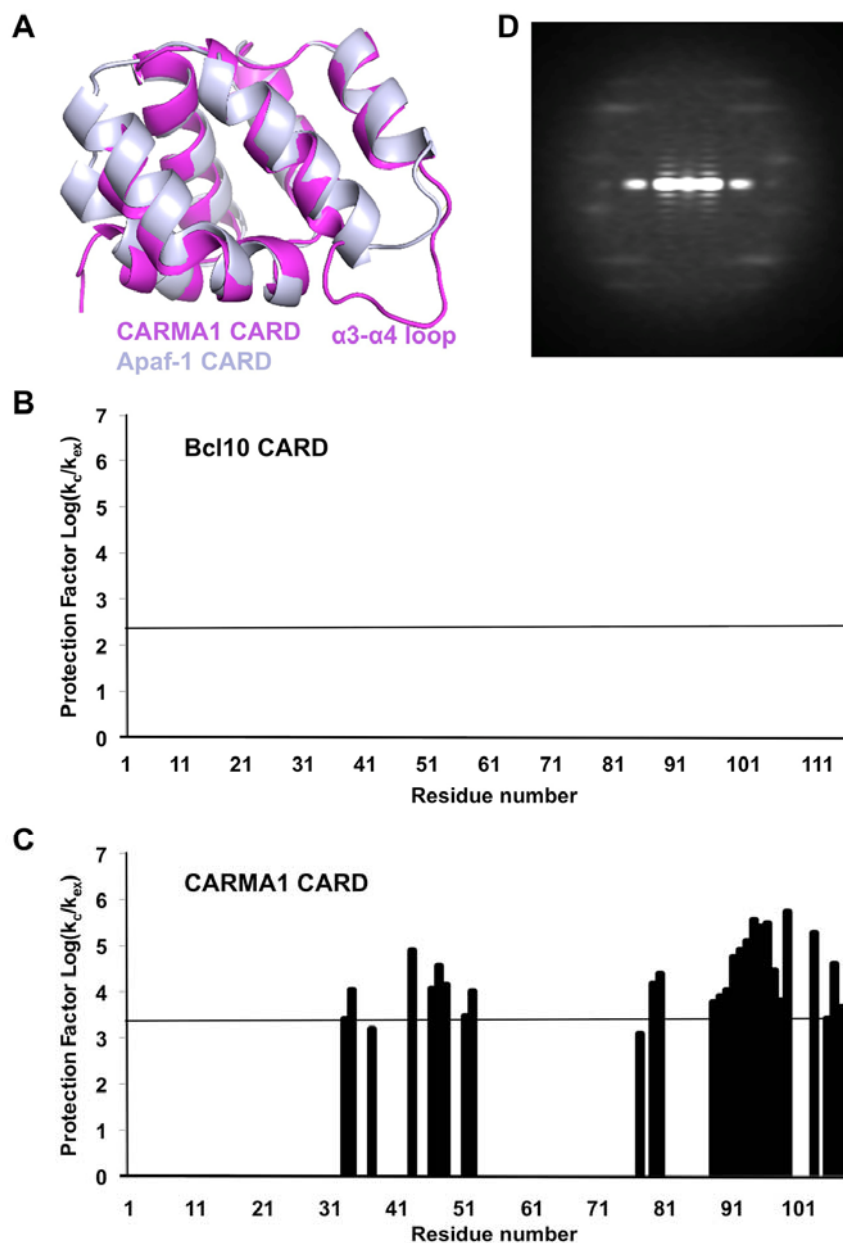 A
D
CARMA1 CARD α3-α4 loop
Apaf-1 CARD
B
Bcl10 CARD
Protection Factor Log(kc/kex)
7
6
5
4
3
2
1
0
1 11 21 31 41 51 61 71 81 91 101 111
Residue number
C
CARMA1 CARD
Protection Factor Log(kc/kex)
7
6
5
4
3
2
1
0
1 11 21 31 41 51 61 71 81 91 101
Residue number